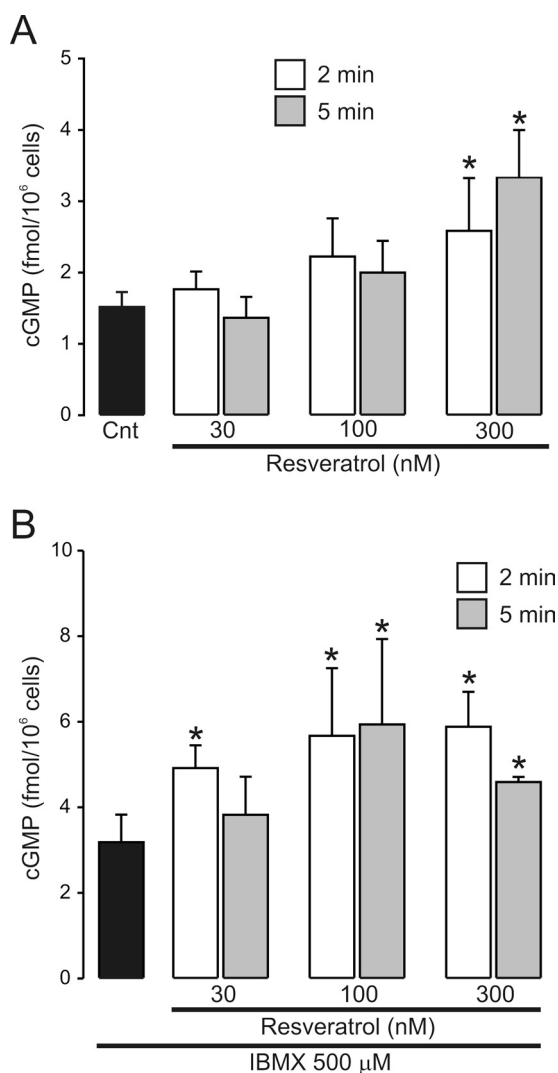 A
5
4
3
2
1
0
cGMP (fmol/10⁶ cells)
2 min
5 min
*
*
Cnt
30
100
300
Resveratrol (nM)
B
10
8
6
4
2
0
cGMP (fmol/10⁶ cells)
2 min
5 min
*
*
*
*
*
30
100
300
Resveratrol (nM)
IBMX 500 µM